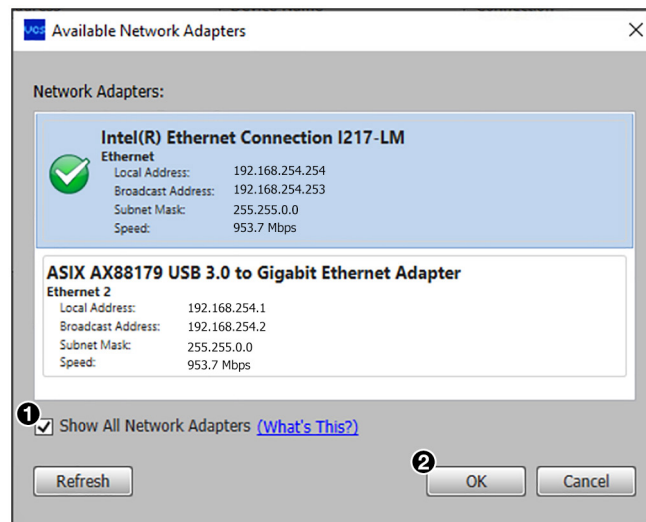 VCS Available Network Adapters
Network Adapters:
Intel(R) Ethernet Connection I217-LM
Ethernet
Local Address: 192.168.254.254
Broadcast Address: 192.168.254.253
Subnet Mask: 255.255.0.0
Speed: 953.7 Mbps
ASIX AX88179 USB 3.0 to Gigabit Ethernet Adapter
Ethernet 2
Local Address: 192.168.254.1
Broadcast Address: 192.168.254.2
Subnet Mask: 255.255.0.0
Speed: 953.7 Mbps
1
Show All Network Adapters (What's This?)
2
Refresh OK Cancel